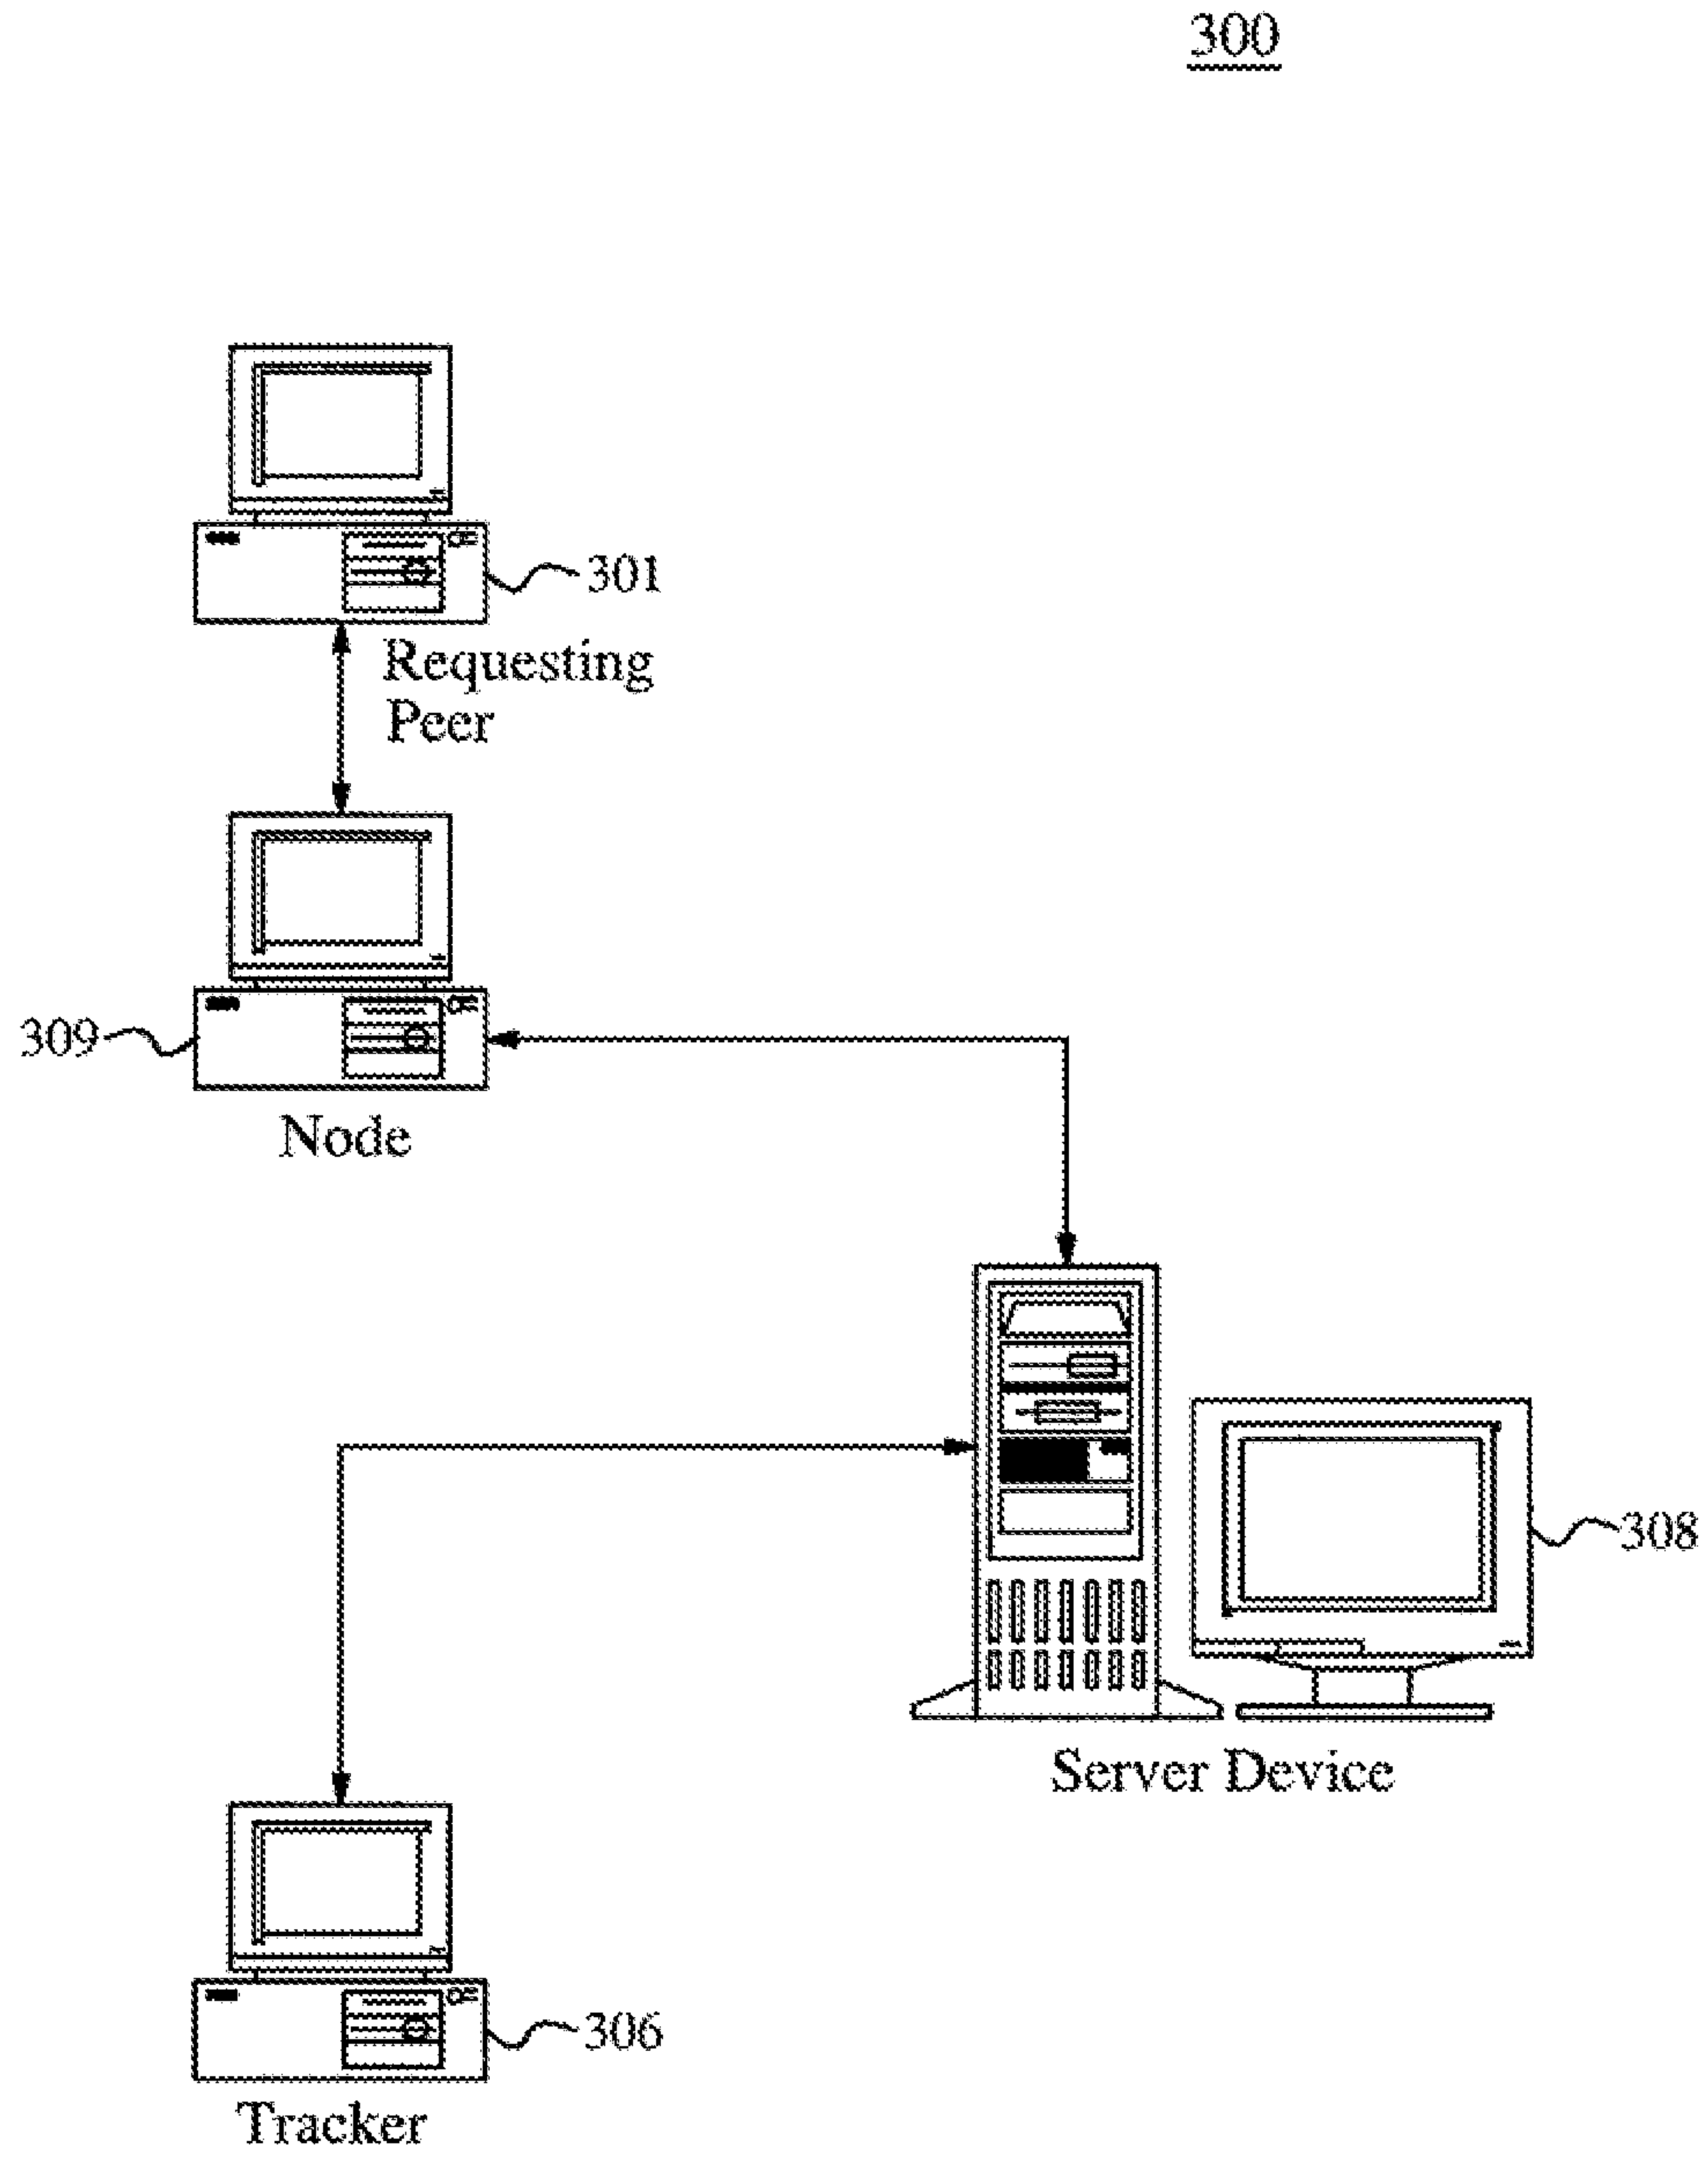 300
301
Requesting
Peer
309
Node
308
Server Device
306
Tracker